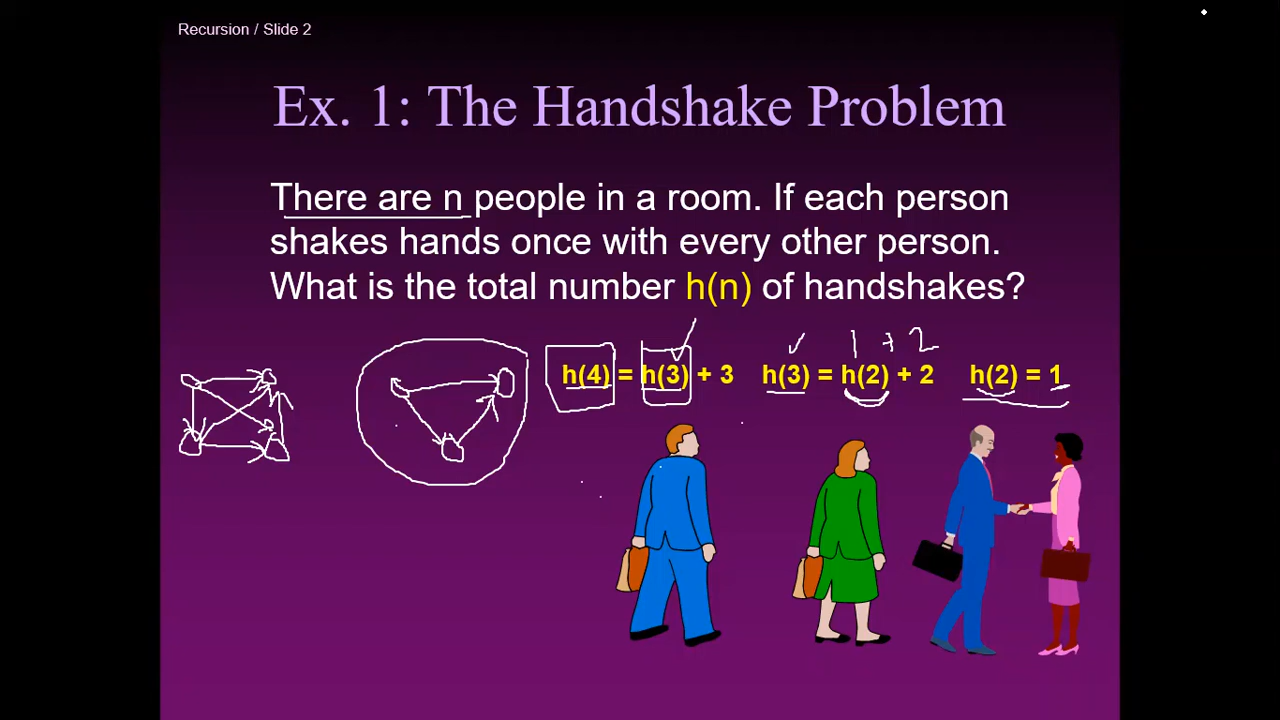 Recursion / Slide 2
Ex. 1: The Handshake Problem
There are n people in a room. If each person
shakes hands once with every other person.
What is the total number h(n) of handshakes?
1 + 2
h(4) = h(3) + 3 h(3) = h(2) + 2 h(2) = 1